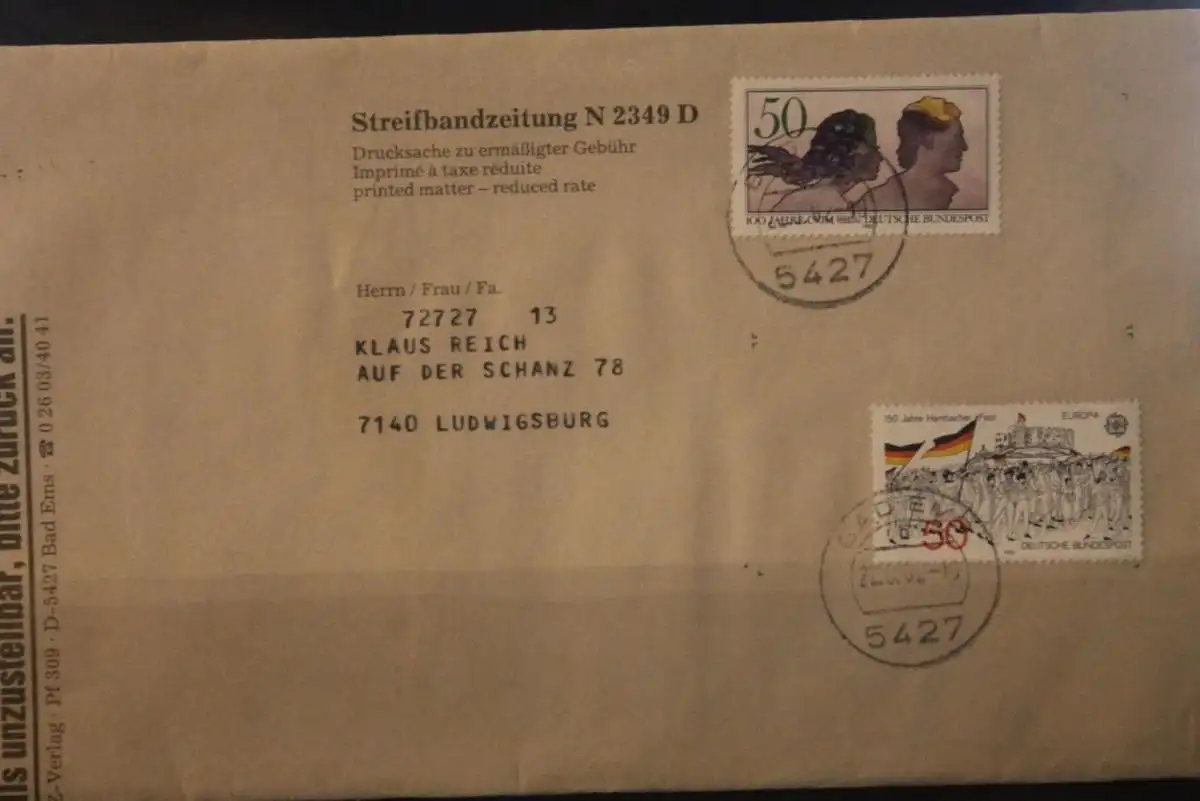 Streifbandzeitung N 2349 D
Drucksache zu ermäßigter Gebühr
Imprimé à taxe réduite
printed matter – reduced rate
Herrn / Frau / Fa.
72727 13
KLAUS REICH
AUF DER SCHANZ 78
7140 LUDWIGSBURG
50
100 JAHRE CVJM DEUTSCHE BUNDESPOST
5427
150 Jahre Hambacher Fest
EUROPA
50
DEUTSCHE BUNDESPOST
5427
unzustellbar, bitte zurück an:
-Verlag · Pf 309 · D-5427 Bad Ems · ☎ 0 26 03/40 41